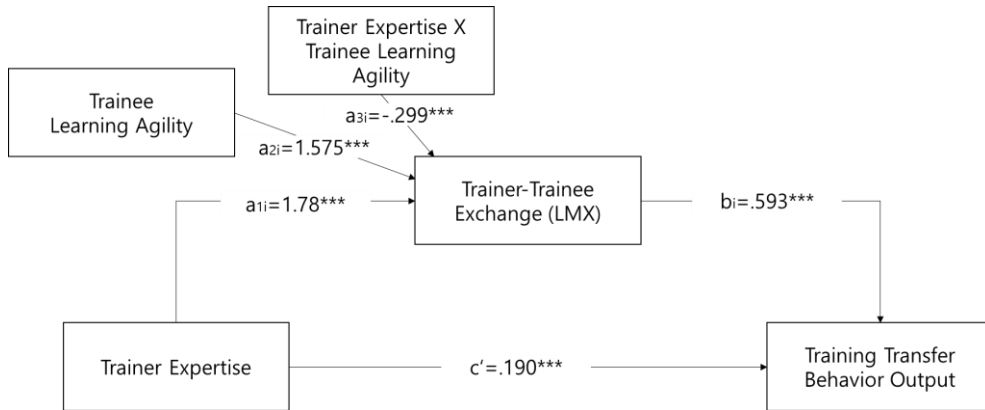 Trainer Expertise X
Trainee Learning
Agility
Trainee
Learning Agility
a3i=-.299***
a2i=1.575***
Trainer-Trainee
Exchange (LMX)
a1i=1.78***
bi=.593***
Trainer Expertise
c‘=.190***
Training Transfer
Behavior Output